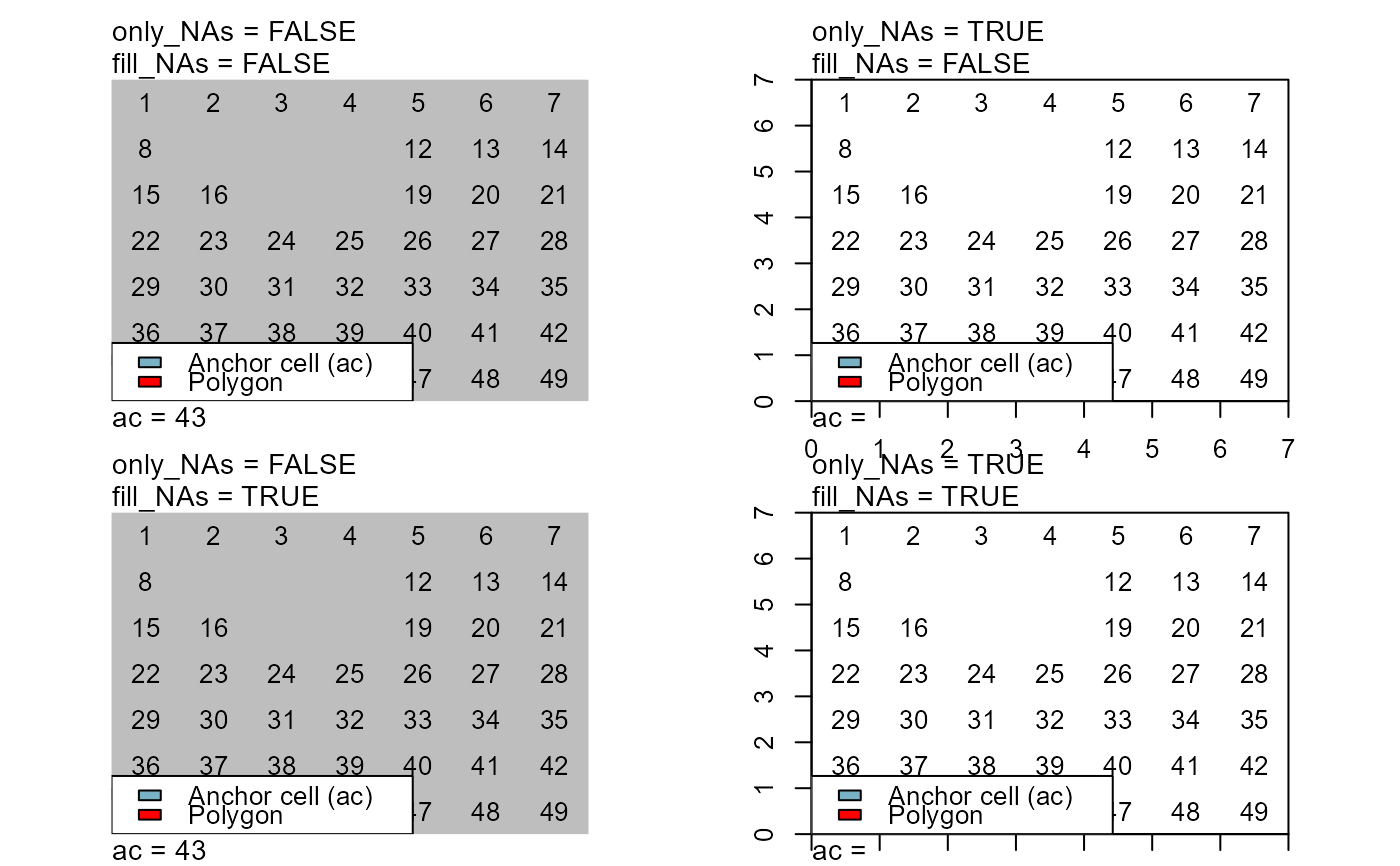 only_NAs = FALSE
fill_NAs = FALSE
1 2 3 4 5 6 7
8 12 13 14
15 16 19 20 21
22 23 24 25 26 27 28
29 30 31 32 33 34 35
36 37 38 39 40 41 42
Anchor cell (ac)
Polygon
48 49
ac = 43
only_NAs = TRUE
fill_NAs = FALSE
7
6
5
4
3
2
1
0
1 2 3 4 5 6 7
8 12 13 14
15 16 19 20 21
22 23 24 25 26 27 28
29 30 31 32 33 34 35
36 37 38 39 40 41 42
Anchor cell (ac)
Polygon
48 49
ac =
0 1 2 3 4 5 6 7
only_NAs = FALSE
fill_NAs = TRUE
1 2 3 4 5 6 7
8 12 13 14
15 16 19 20 21
22 23 24 25 26 27 28
29 30 31 32 33 34 35
36 37 38 39 40 41 42
Anchor cell (ac)
Polygon
48 49
ac = 43
only_NAs = TRUE
fill_NAs = TRUE
7
6
5
4
3
2
1
0
1 2 3 4 5 6 7
8 12 13 14
15 16 19 20 21
22 23 24 25 26 27 28
29 30 31 32 33 34 35
36 37 38 39 40 41 42
Anchor cell (ac)
Polygon
48 49
ac =